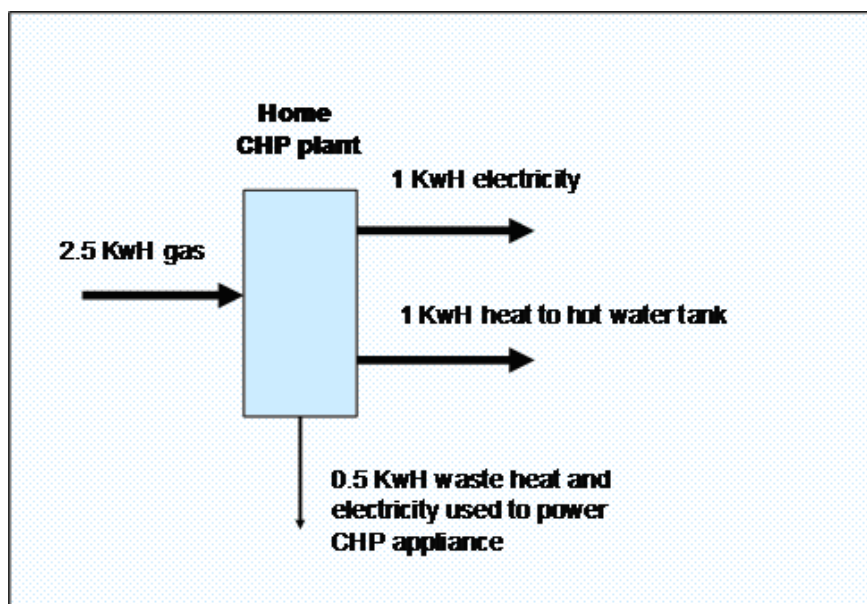 Home
CHP plant
1 KwH electricity
2.5 KwH gas
1 KwH heat to hot water tank
0.5 KwH waste heat and
electricity used to power
CHP appliance